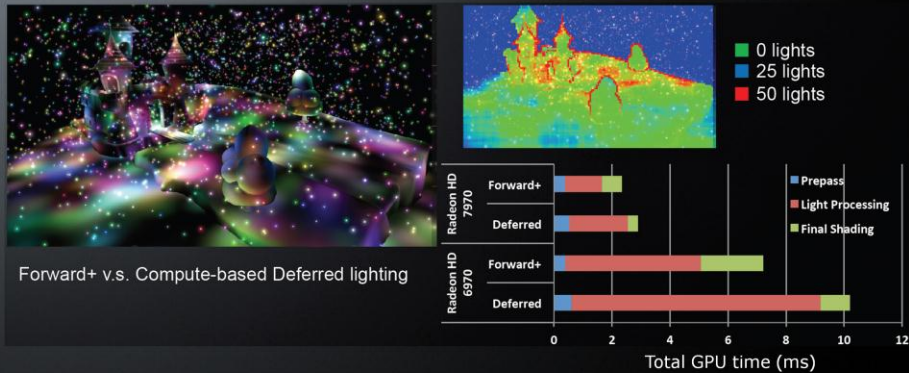 0 lights
25 lights
50 lights
Forward+ v.s. Compute-based Deferred lighting
Radeon HD
7970
Forward+
Deferred
Radeon HD
6970
Forward+
Deferred
Prepass
Light Processing
Final Shading
0 2 4 6 8 10 12
Total GPU time (ms)